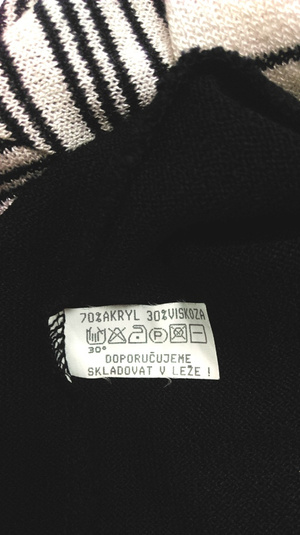 70%AKRYL 30%VISKOZA
30°
DOPORUČUJEME
SKLADOVAT V LEŽE !